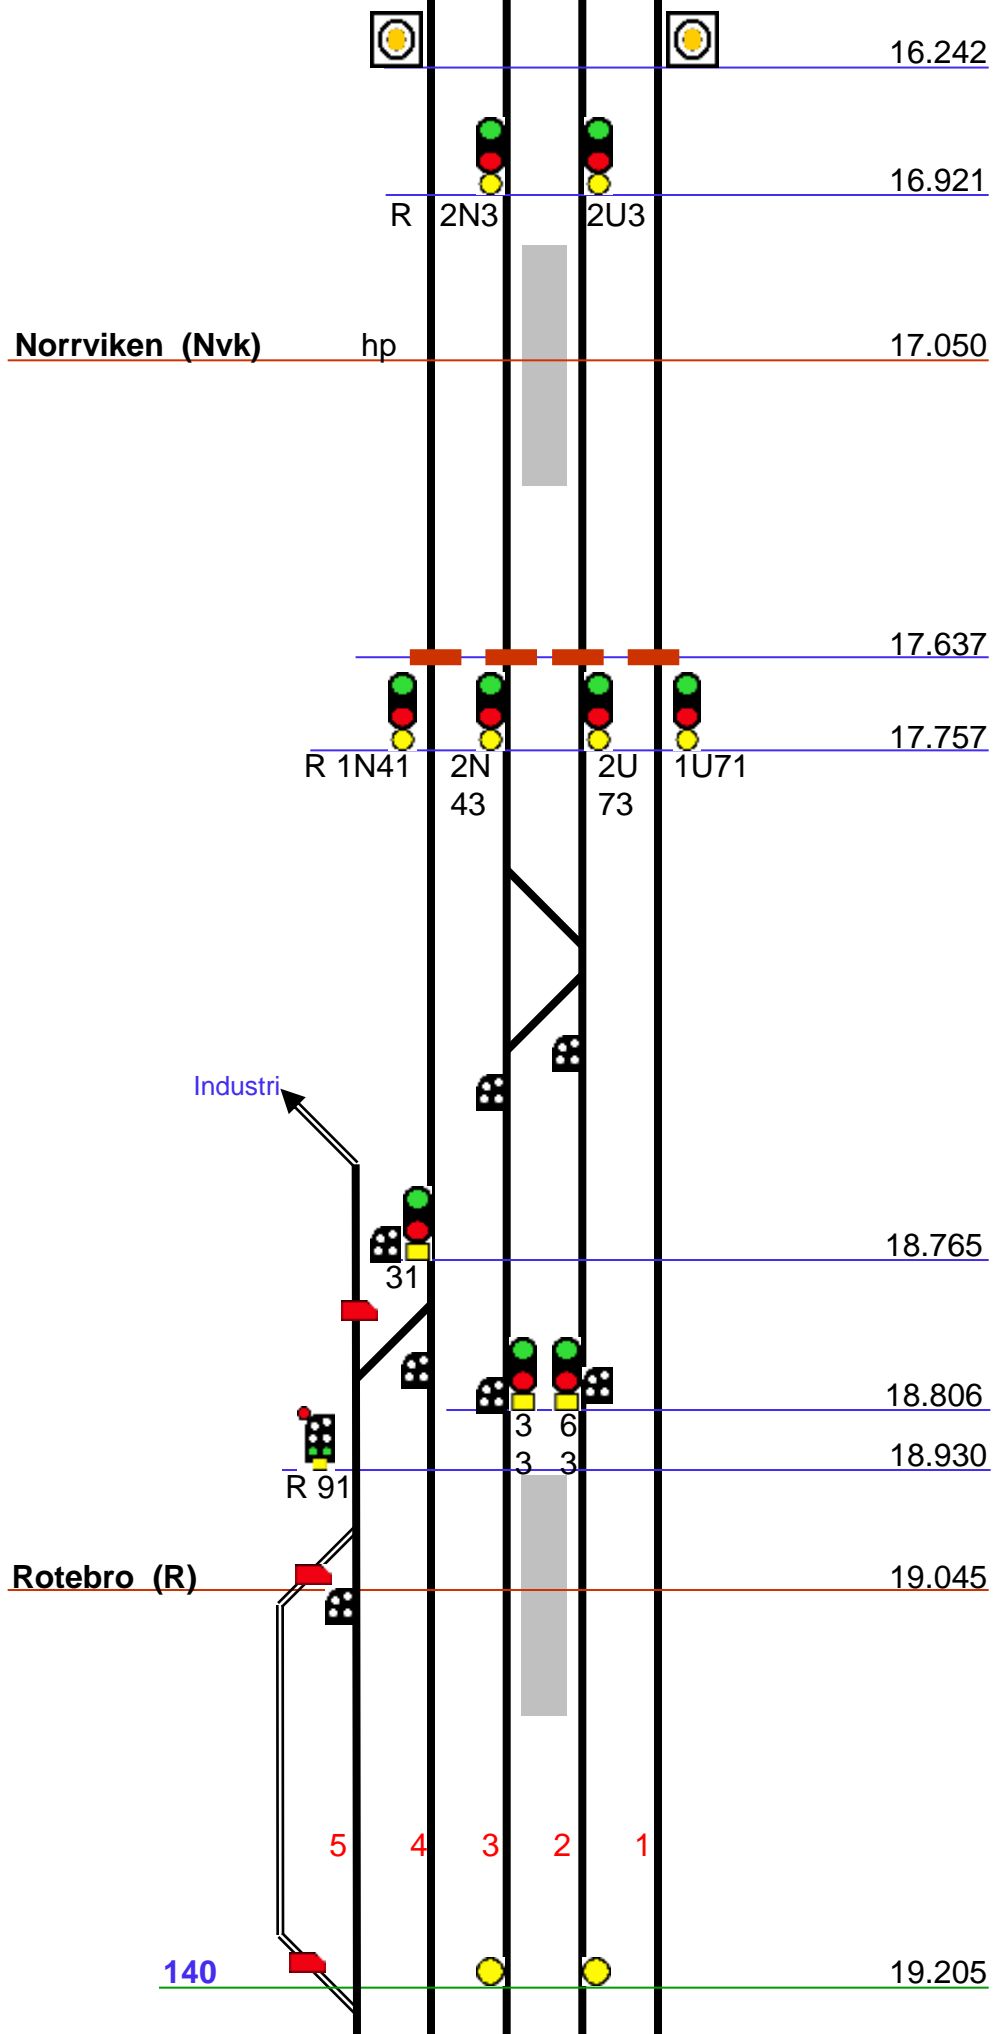 16.242
16.921
R 2N3 2U3
Norrviken (Nvk) hp 17.050
17.637
17.757
R 1N41 2N 2U 1U71
43 73
Industri
18.765
31
18.806
3 6
18.930
3 3
R 91
Rotebro (R) 19.045
5 4 3 2 1
140 19.205